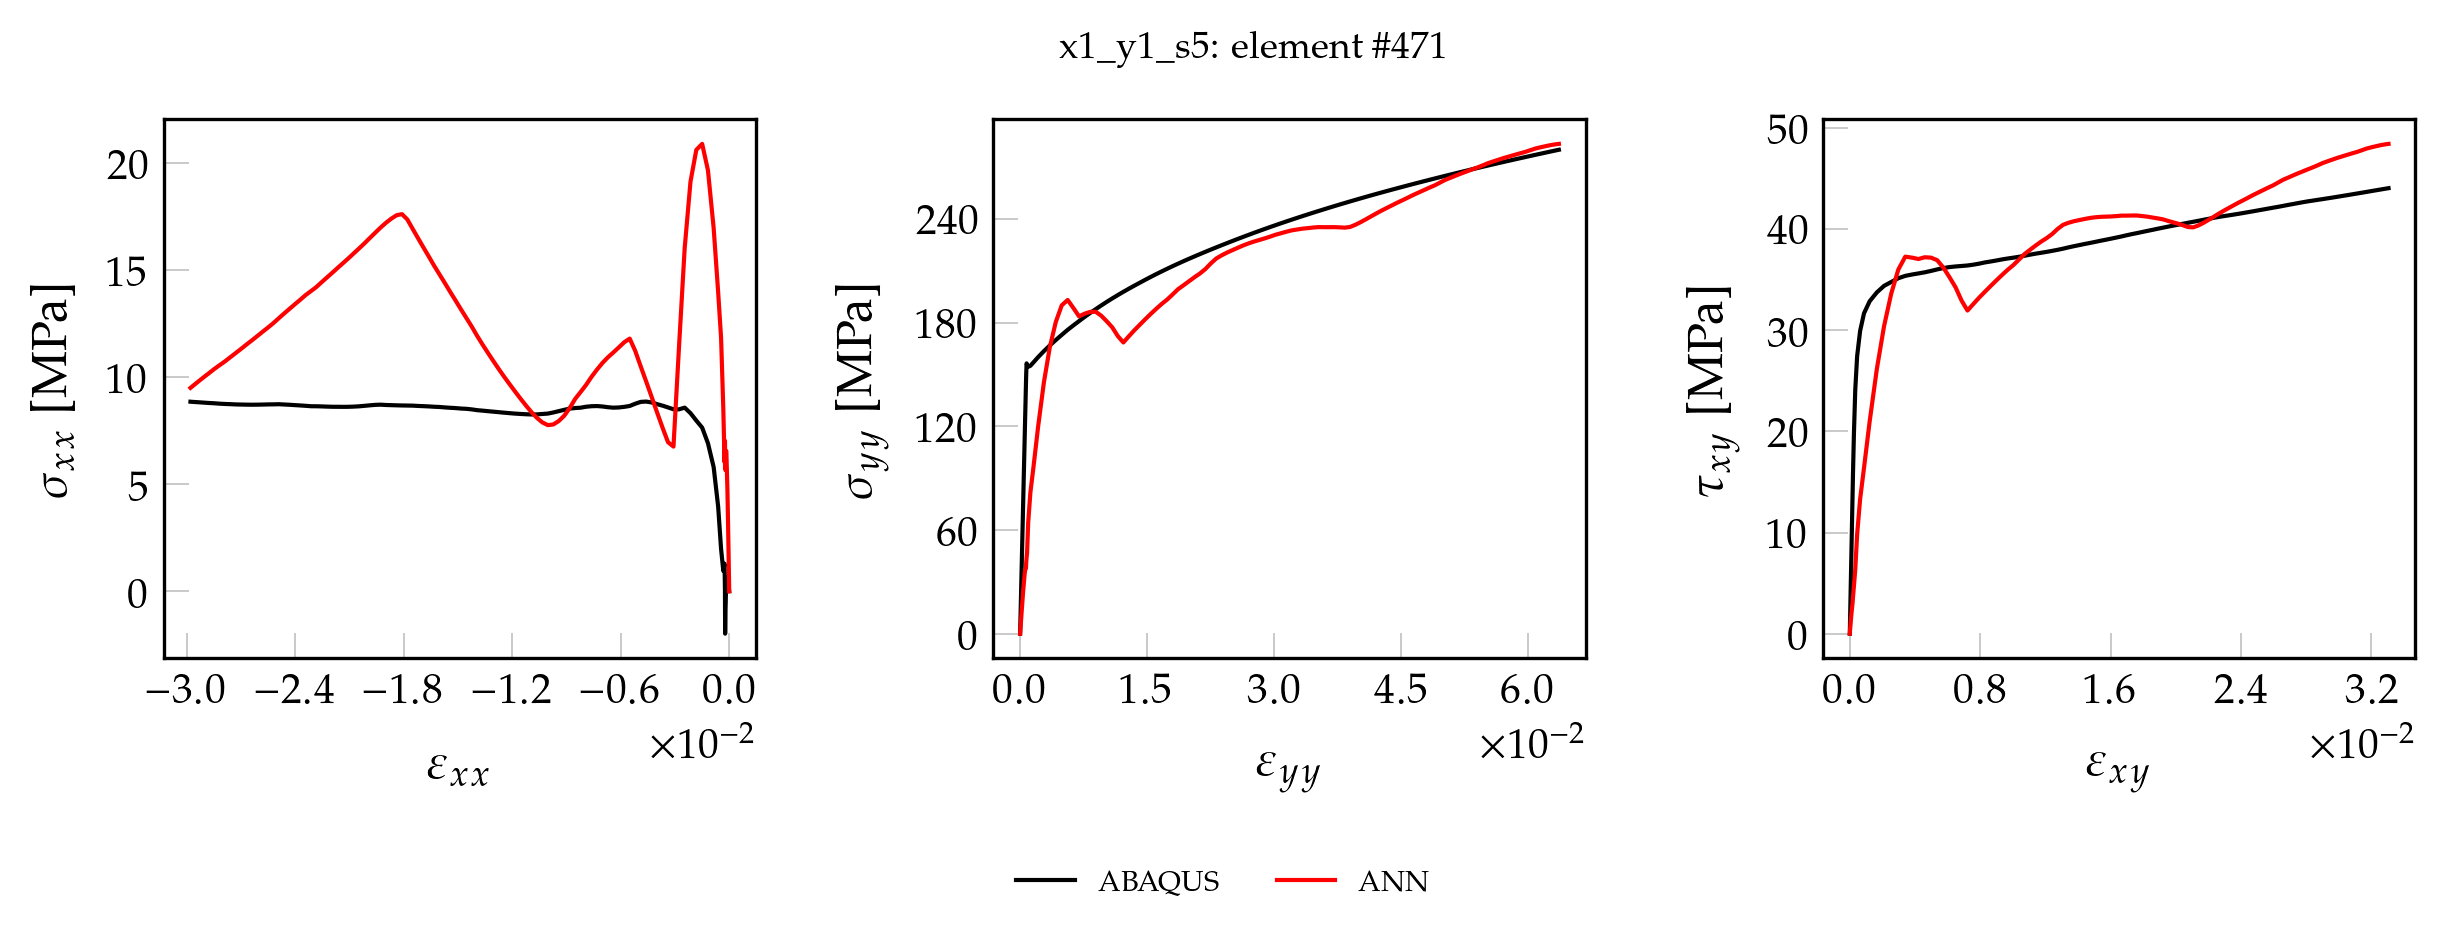 x1_y1_s5: element #471
σxx [MPa]
20
15
10
5
0
−3.0 −2.4 −1.8 −1.2 −0.6 0.0
×10−2
εxx
σyy [MPa]
240
180
120
60
0
0.0 1.5 3.0 4.5 6.0
×10−2
εyy
τxy [MPa]
50
40
30
20
10
0
0.0 0.8 1.6 2.4 3.2
×10−2
εxy
ABAQUS ANN